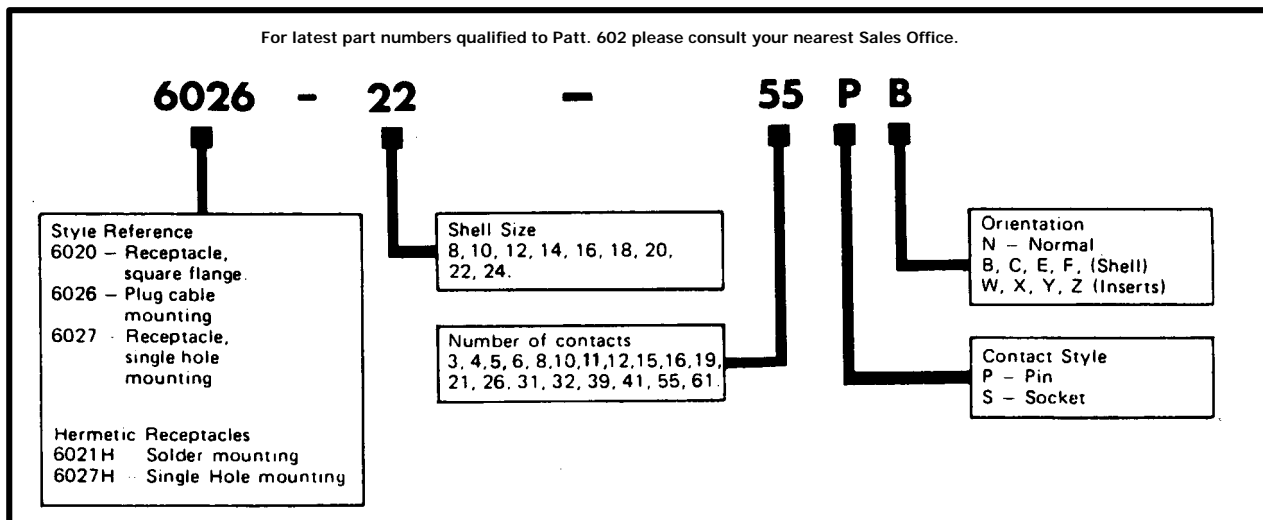 For latest part numbers qualified to Patt. 602 please consult your nearest Sales Office.
6026 - 22 - 55 P B
Style Reference
6020 – Receptacle,
square flange.
6026 – Plug cable
mounting
6027 - Receptacle,
single hole
mounting
Hermetic Receptacles
6021H Solder mounting
6027H - Single Hole mounting
Shell Size
8, 10, 12, 14, 16, 18, 20,
22, 24.
Number of contacts
3, 4, 5, 6, 8, 10, 11, 12, 15, 16, 19,
21, 26, 31, 32, 39, 41, 55, 61.
Orientation
N – Normal
B, C, E, F, (Shell)
W, X, Y, Z (Inserts)
Contact Style
P – Pin
S – Socket